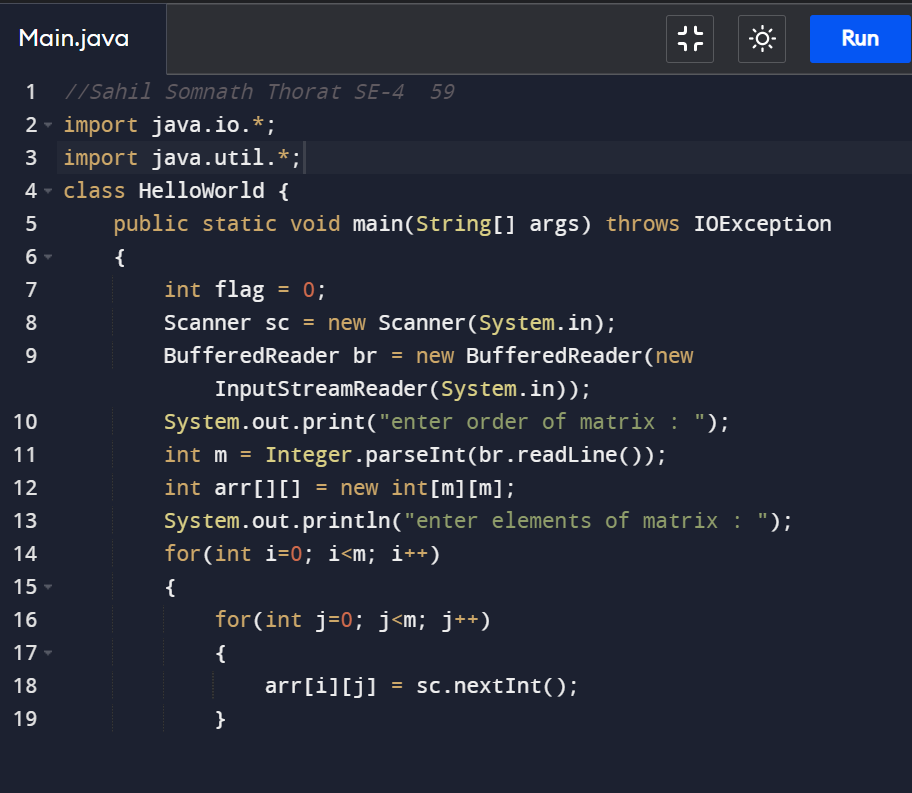 Main.java
Run
1 //Sahil Somnath Thorat SE-4  59
2 import java.io.*;
3 import java.util.*;
4 class HelloWorld {
5     public static void main(String[] args) throws IOException
6     {
7         int flag = 0;
8         Scanner sc = new Scanner(System.in);
9         BufferedReader br = new BufferedReader(new
            InputStreamReader(System.in));
10         System.out.print("enter order of matrix : ");
11         int m = Integer.parseInt(br.readLine());
12         int arr[][] = new int[m][m];
13         System.out.println("enter elements of matrix : ");
14         for(int i=0; i<m; i++)
15         {
16             for(int j=0; j<m; j++)
17             {
18                 arr[i][j] = sc.nextInt();
19             }